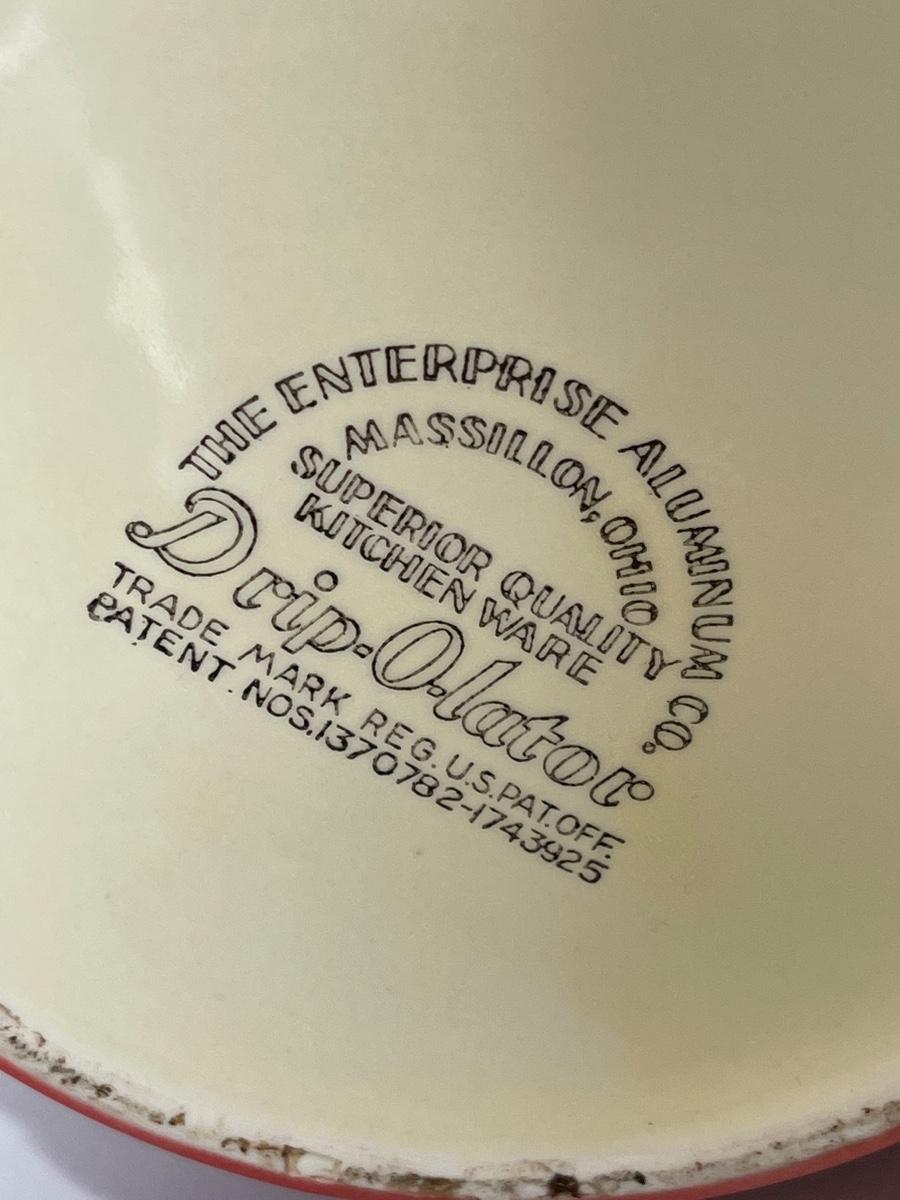 THE ENTERPRISE ALUMINUM CO.
MASSILLON, OHIO
SUPERIOR QUALITY
KITCHEN WARE
Drip-O-lator
TRADE MARK REG. U.S. PAT. OFF.
PATENT. NOS. 1370782-1743925